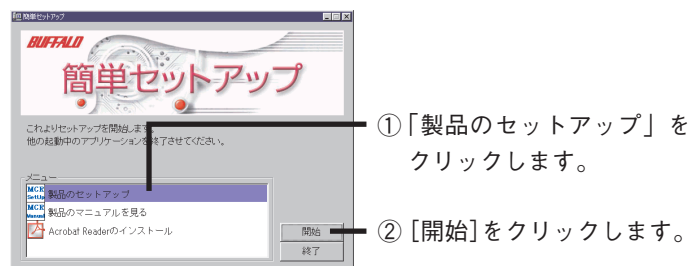 簡単セットアップ
BUFFALO
簡単セットアップ
これよりセットアップを開始します。
他の起動中のアプリケーションを終了させてください。
メニュー
MCR Setup 製品のセットアップ
MCR Manual 製品のマニュアルを見る
Acrobat Readerのインストール
開始
終了
①「製品のセットアップ」を
クリックします。
②[開始]をクリックします。